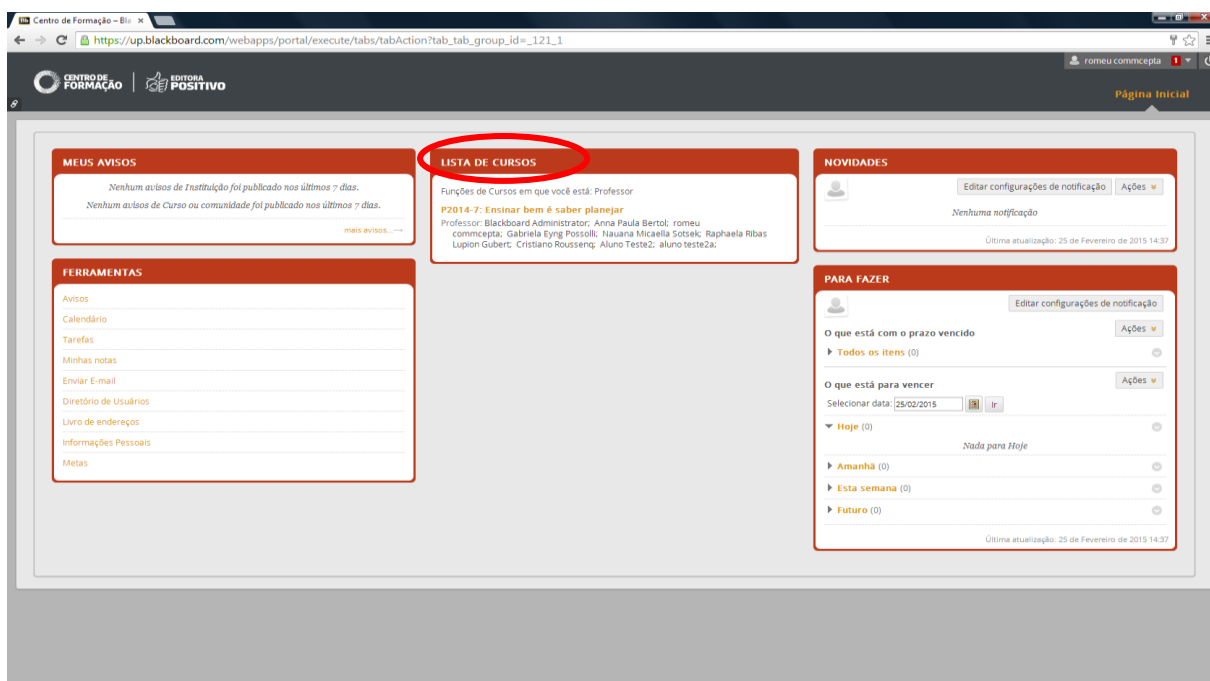 Centro de Formação – Bla
https://up.blackboard.com/webapps/portal/execute/tabs/tabAction?tab_tab_group_id=_121_1
romeu commcepta 1
CENTRO DE FORMAÇÃO
EDITORA POSITIVO
Página Inicial
MEUS AVISOS
Nenhum avisos de Instituição foi publicado nos últimos 7 dias.
Nenhum avisos de Curso ou comunidade foi publicado nos últimos 7 dias.
mais avisos...→
FERRAMENTAS
Avisos
Calendário
Tarefas
Minhas notas
Enviar E-mail
Diretório de Usuários
Livro de endereços
Informações Pessoais
Metas
LISTA DE CURSOS
Funções de Cursos em que você está: Professor
P2014-7: Ensinar bem é saber planejar
Professor: Blackboard Administrator; Anna Paula Bertol; romeu
commcepta; Gabriela Eyng Possolli; Nauana Micaella Sotsek; Raphaela Ribas
Lupion Gubert; Cristiano Roussenq; Aluno Teste2; aluno teste2a;
NOVIDADES
Editar configurações de notificação Ações
Nenhuma notificação
Última atualização: 25 de Fevereiro de 2015 14:37
PARA FAZER
Editar configurações de notificação
O que está com o prazo vencido Ações
Todos os itens (0)
O que está para vencer Ações
Selecionar data: 25/02/2015 Ir
Hoje (0)
Nada para Hoje
Amanhã (0)
Esta semana (0)
Futuro (0)
Última atualização: 25 de Fevereiro de 2015 14:37